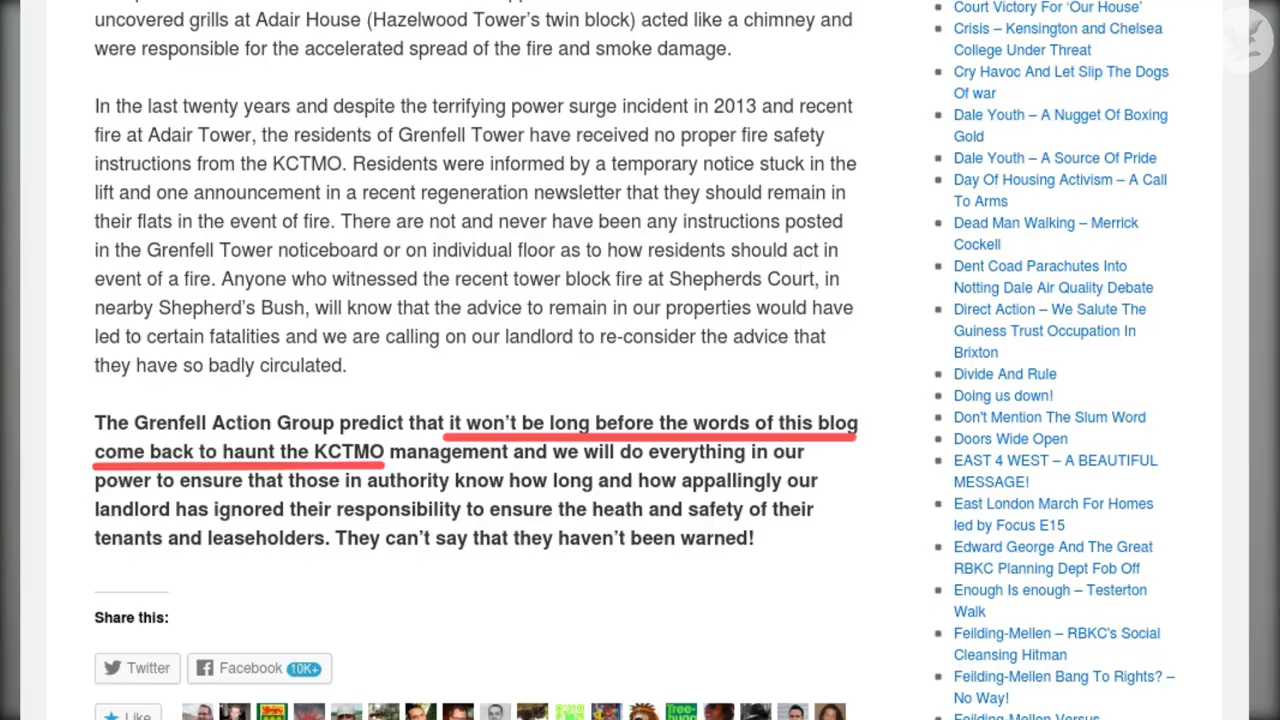 uncovered grills at Adair House (Hazelwood Tower’s twin block) acted like a chimney and
were responsible for the accelerated spread of the fire and smoke damage.
In the last twenty years and despite the terrifying power surge incident in 2013 and recent
fire at Adair Tower, the residents of Grenfell Tower have received no proper fire safety
instructions from the KCTMO. Residents were informed by a temporary notice stuck in the
lift and one announcement in a recent regeneration newsletter that they should remain in
their flats in the event of fire. There are not and never have been any instructions posted
in the Grenfell Tower noticeboard or on individual floor as to how residents should act in
event of a fire. Anyone who witnessed the recent tower block fire at Shepherds Court, in
nearby Shepherd’s Bush, will know that the advice to remain in our properties would have
led to certain fatalities and we are calling on our landlord to re-consider the advice that
they have so badly circulated.
The Grenfell Action Group predict that it won’t be long before the words of this blog
come back to haunt the KCTMO management and we will do everything in our
power to ensure that those in authority know how long and how appallingly our
landlord has ignored their responsibility to ensure the heath and safety of their
tenants and leaseholders. They can’t say that they haven’t been warned!
Share this:
Twitter
Facebook 10K+
Like
Court Victory For ‘Our House’
Crisis – Kensington and Chelsea
College Under Threat
Cry Havoc And Let Slip The Dogs
Of war
Dale Youth – A Nugget Of Boxing
Gold
Dale Youth – A Source Of Pride
Day Of Housing Activism – A Call
To Arms
Dead Man Walking – Merrick
Cockell
Dent Coad Parachutes Into
Notting Dale Air Quality Debate
Direct Action – We Salute The
Guiness Trust Occupation In
Brixton
Divide And Rule
Doing us down!
Don't Mention The Slum Word
Doors Wide Open
EAST 4 WEST – A BEAUTIFUL
MESSAGE!
East London March For Homes
led by Focus E15
Edward George And The Great
RBKC Planning Dept Fob Off
Enough Is enough – Testerton
Walk
Feilding-Mellen – RBKC's Social
Cleansing Hitman
Feilding-Mellen Bang To Rights? –
No Way!
Feilding-Mellen Versus